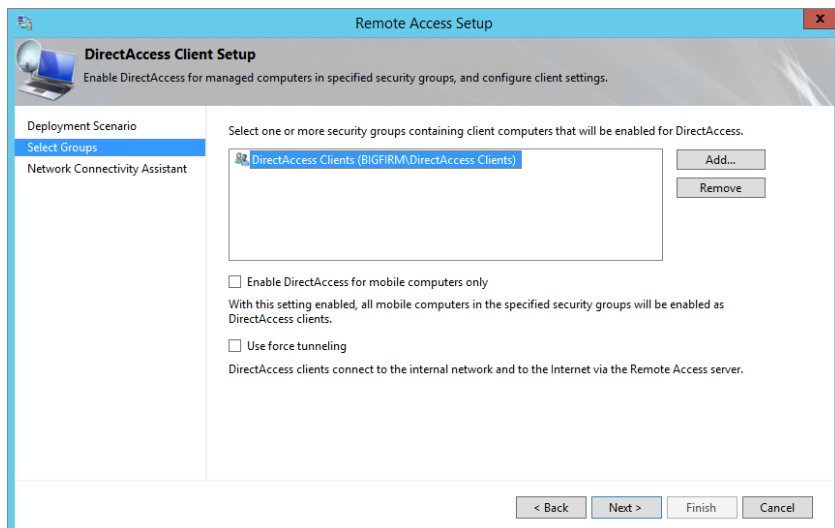 Remote Access Setup
x
DirectAccess Client Setup
Enable DirectAccess for managed computers in specified security groups, and configure client settings.
Deployment Scenario
Select Groups
Network Connectivity Assistant
Select one or more security groups containing client computers that will be enabled for DirectAccess.
DirectAccess Clients (BIGFIRM\DirectAccess Clients)
Add...
Remove
Enable DirectAccess for mobile computers only
With this setting enabled, all mobile computers in the specified security groups will be enabled as
DirectAccess clients.
Use force tunneling
DirectAccess clients connect to the internal network and to the Internet via the Remote Access server.
< Back
Next >
Finish
Cancel